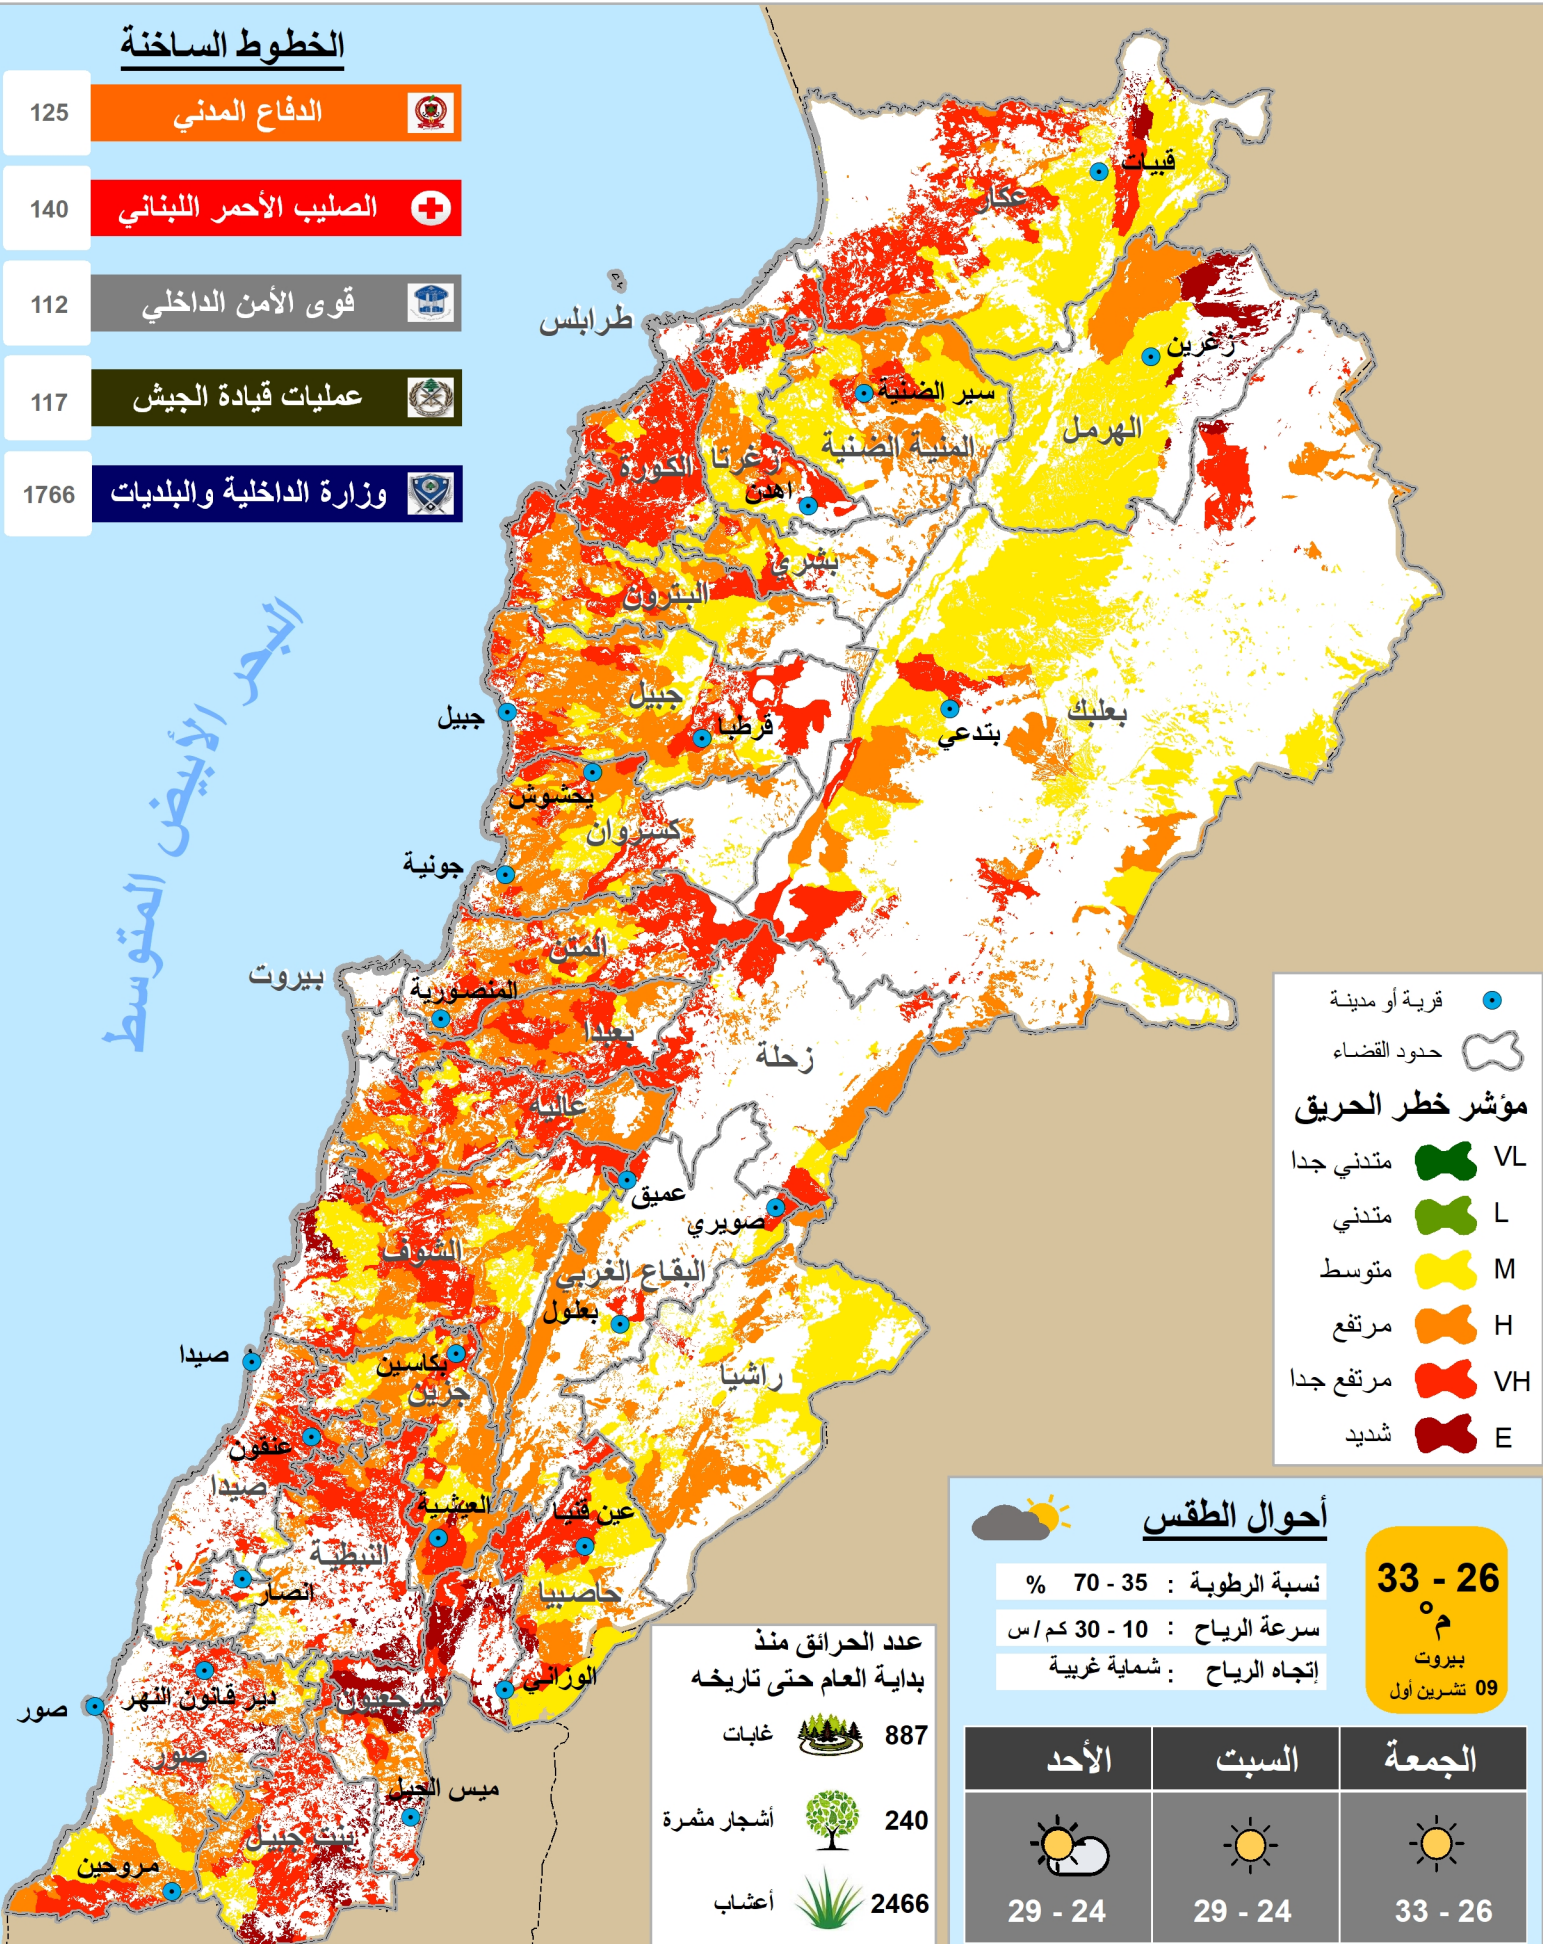 الخطوط الساخنة
الدفاع المدني 125
الصليب الأحمر اللبناني 140
قوى الأمن الداخلي 112
عمليات قيادة الجيش 117
وزارة الداخلية والبلديات 1766
البحر الأبيض المتوسط
قبيات
عكار
طرابلس
زغرين
سير الضنية
الهرمل
المنية الضنية
زغرتا
الكورة
اهدن
بشري
البترون
جبيل
جبيل
قرطبا
بعلبك
بتدعي
يحشوش
كسروان
جونية
المتن
بيروت
المنصورية
بعبدا
زحلة
عاليه
عميق
صويري
الشوف
البقاع الغربي
بعلول
صيدا
بكاسين
جزين
راشيا
عنقون
صيدا
العيشية
عين قنيا
النبطية
انصار
حاصبيا
الوزاني
دير قانون النهر
مرجعيون
صور
صور
ميس الجبل
بنت جبيل
مروحين
قرية أو مدينة
حدود القضاء
مؤشر خطر الحريق
متدني جدا VL
متدني L
متوسط M
مرتفع H
مرتفع جدا VH
شديد E
أحوال الطقس
نسبة الرطوبة : 35 - 70 %
سرعة الرياح : 10 - 30 كم/س
إتجاه الرياح : شماية غربية
26 - 33
م°
بيروت
09 تشرين أول
الجمعة السبت الأحد
26 - 33 24 - 29 24 - 29
عدد الحرائق منذ
بداية العام حتى تاريخه
887 غابات
240 أشجار مثمرة
2466 أعشاب